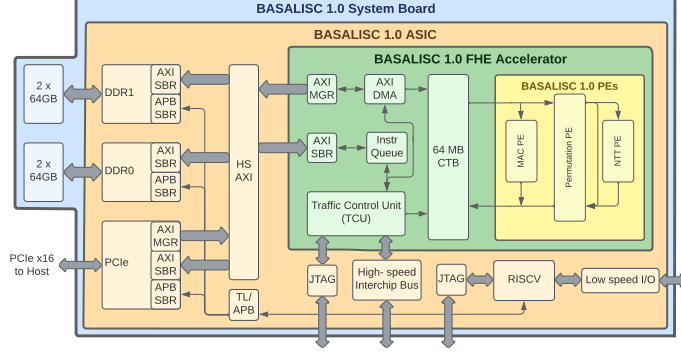 BASALISC 1.0 System Board
BASALISC 1.0 ASIC
BASALISC 1.0 FHE Accelerator
BASALISC 1.0 PEs
2 x
64GB
DDR1
AXI
SBR
APB
SBR
2 x
64GB
DDR0
AXI
SBR
APB
SBR
PCIe x16
to Host
PCIe
AXI
MGR
AXI
SBR
APB
SBR
HS
AXI
TL/
APB
AXI
MGR
AXI
DMA
AXI
SBR
Instr
Queue
Traffic Control Unit
(TCU)
64 MB
CTB
MAC PE
Permutation PE
NTT PE
JTAG
High- speed
Interchip Bus
JTAG
RISCV
Low speed I/O